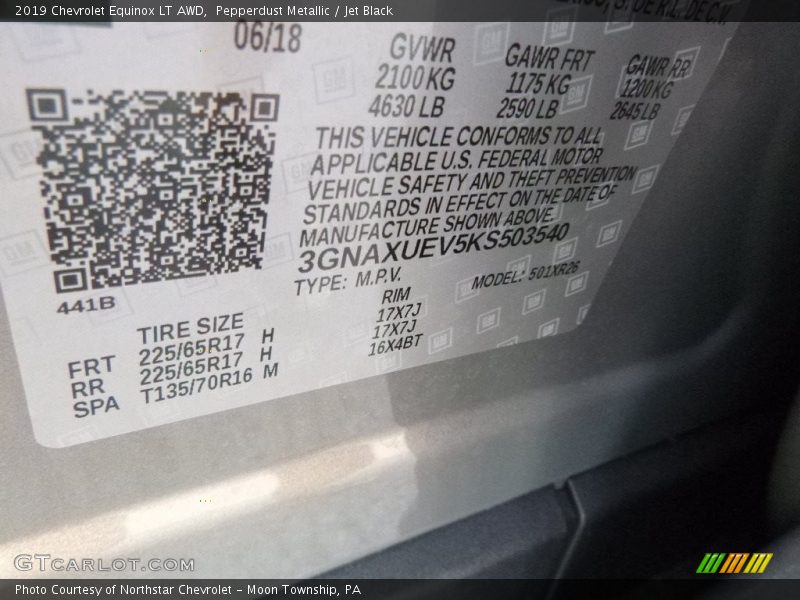 2019 Chevrolet Equinox LT AWD,  Pepperdust Metallic / Jet Black
S. DE R.L. DE C.V.
06/18
GVWR
2100 KG
4630 LB
GAWR FRT
1175 KG
2590 LB
GAWR RR
1200KG
2645LB
THIS VEHICLE CONFORMS TO ALL
APPLICABLE U.S. FEDERAL MOTOR
VEHICLE SAFETY AND THEFT PREVENTION
STANDARDS IN EFFECT ON THE DATE OF
MANUFACTURE SHOWN ABOVE.
3GNAXUEV5KS503540
TYPE: M.P.V.
MODEL: 501XR26
441B
TIRE SIZE
RIM
FRT 225/65R17 H 17X7J
RR 225/65R17 H 17X7J
SPA T135/70R16 M 16X4BT
GTCARLOT.COM
Photo Courtesy of Northstar Chevrolet – Moon Township, PA